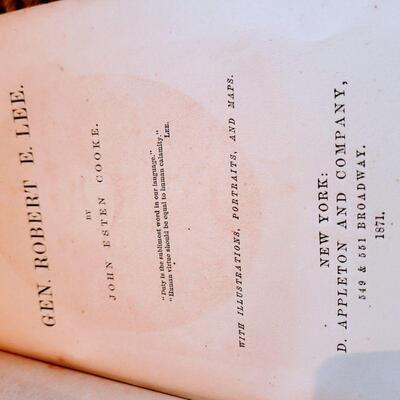 GEN. ROBERT E. LEE.
BY
JOHN ESTEN COOKE.
"Duty is the sublimest word in our language."
"Human virtue should be equal to human calamity."
LEE.
WITH ILLUSTRATIONS, PORTRAITS, AND MAPS.
NEW YORK:
D. APPLETON AND COMPANY,
549 & 551 BROADWAY.
1871.